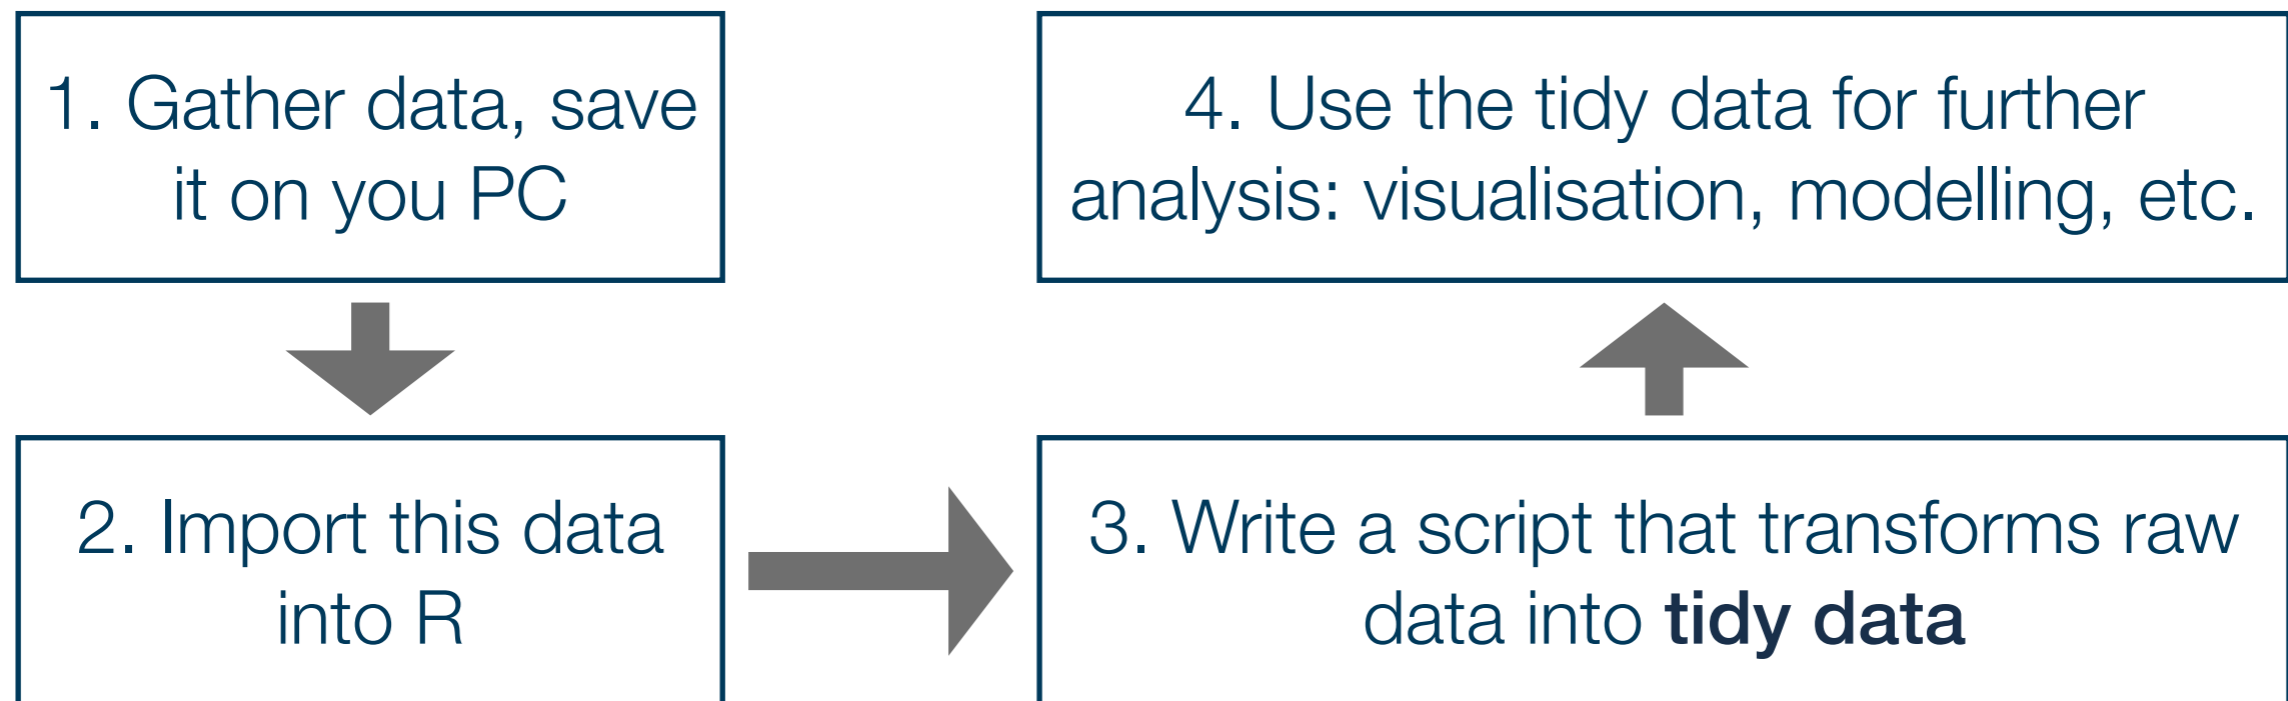 1. Gather data, save
it on you PC
2. Import this data
into R
3. Write a script that transforms raw
data into tidy data
4. Use the tidy data for further
analysis: visualisation, modelling, etc.